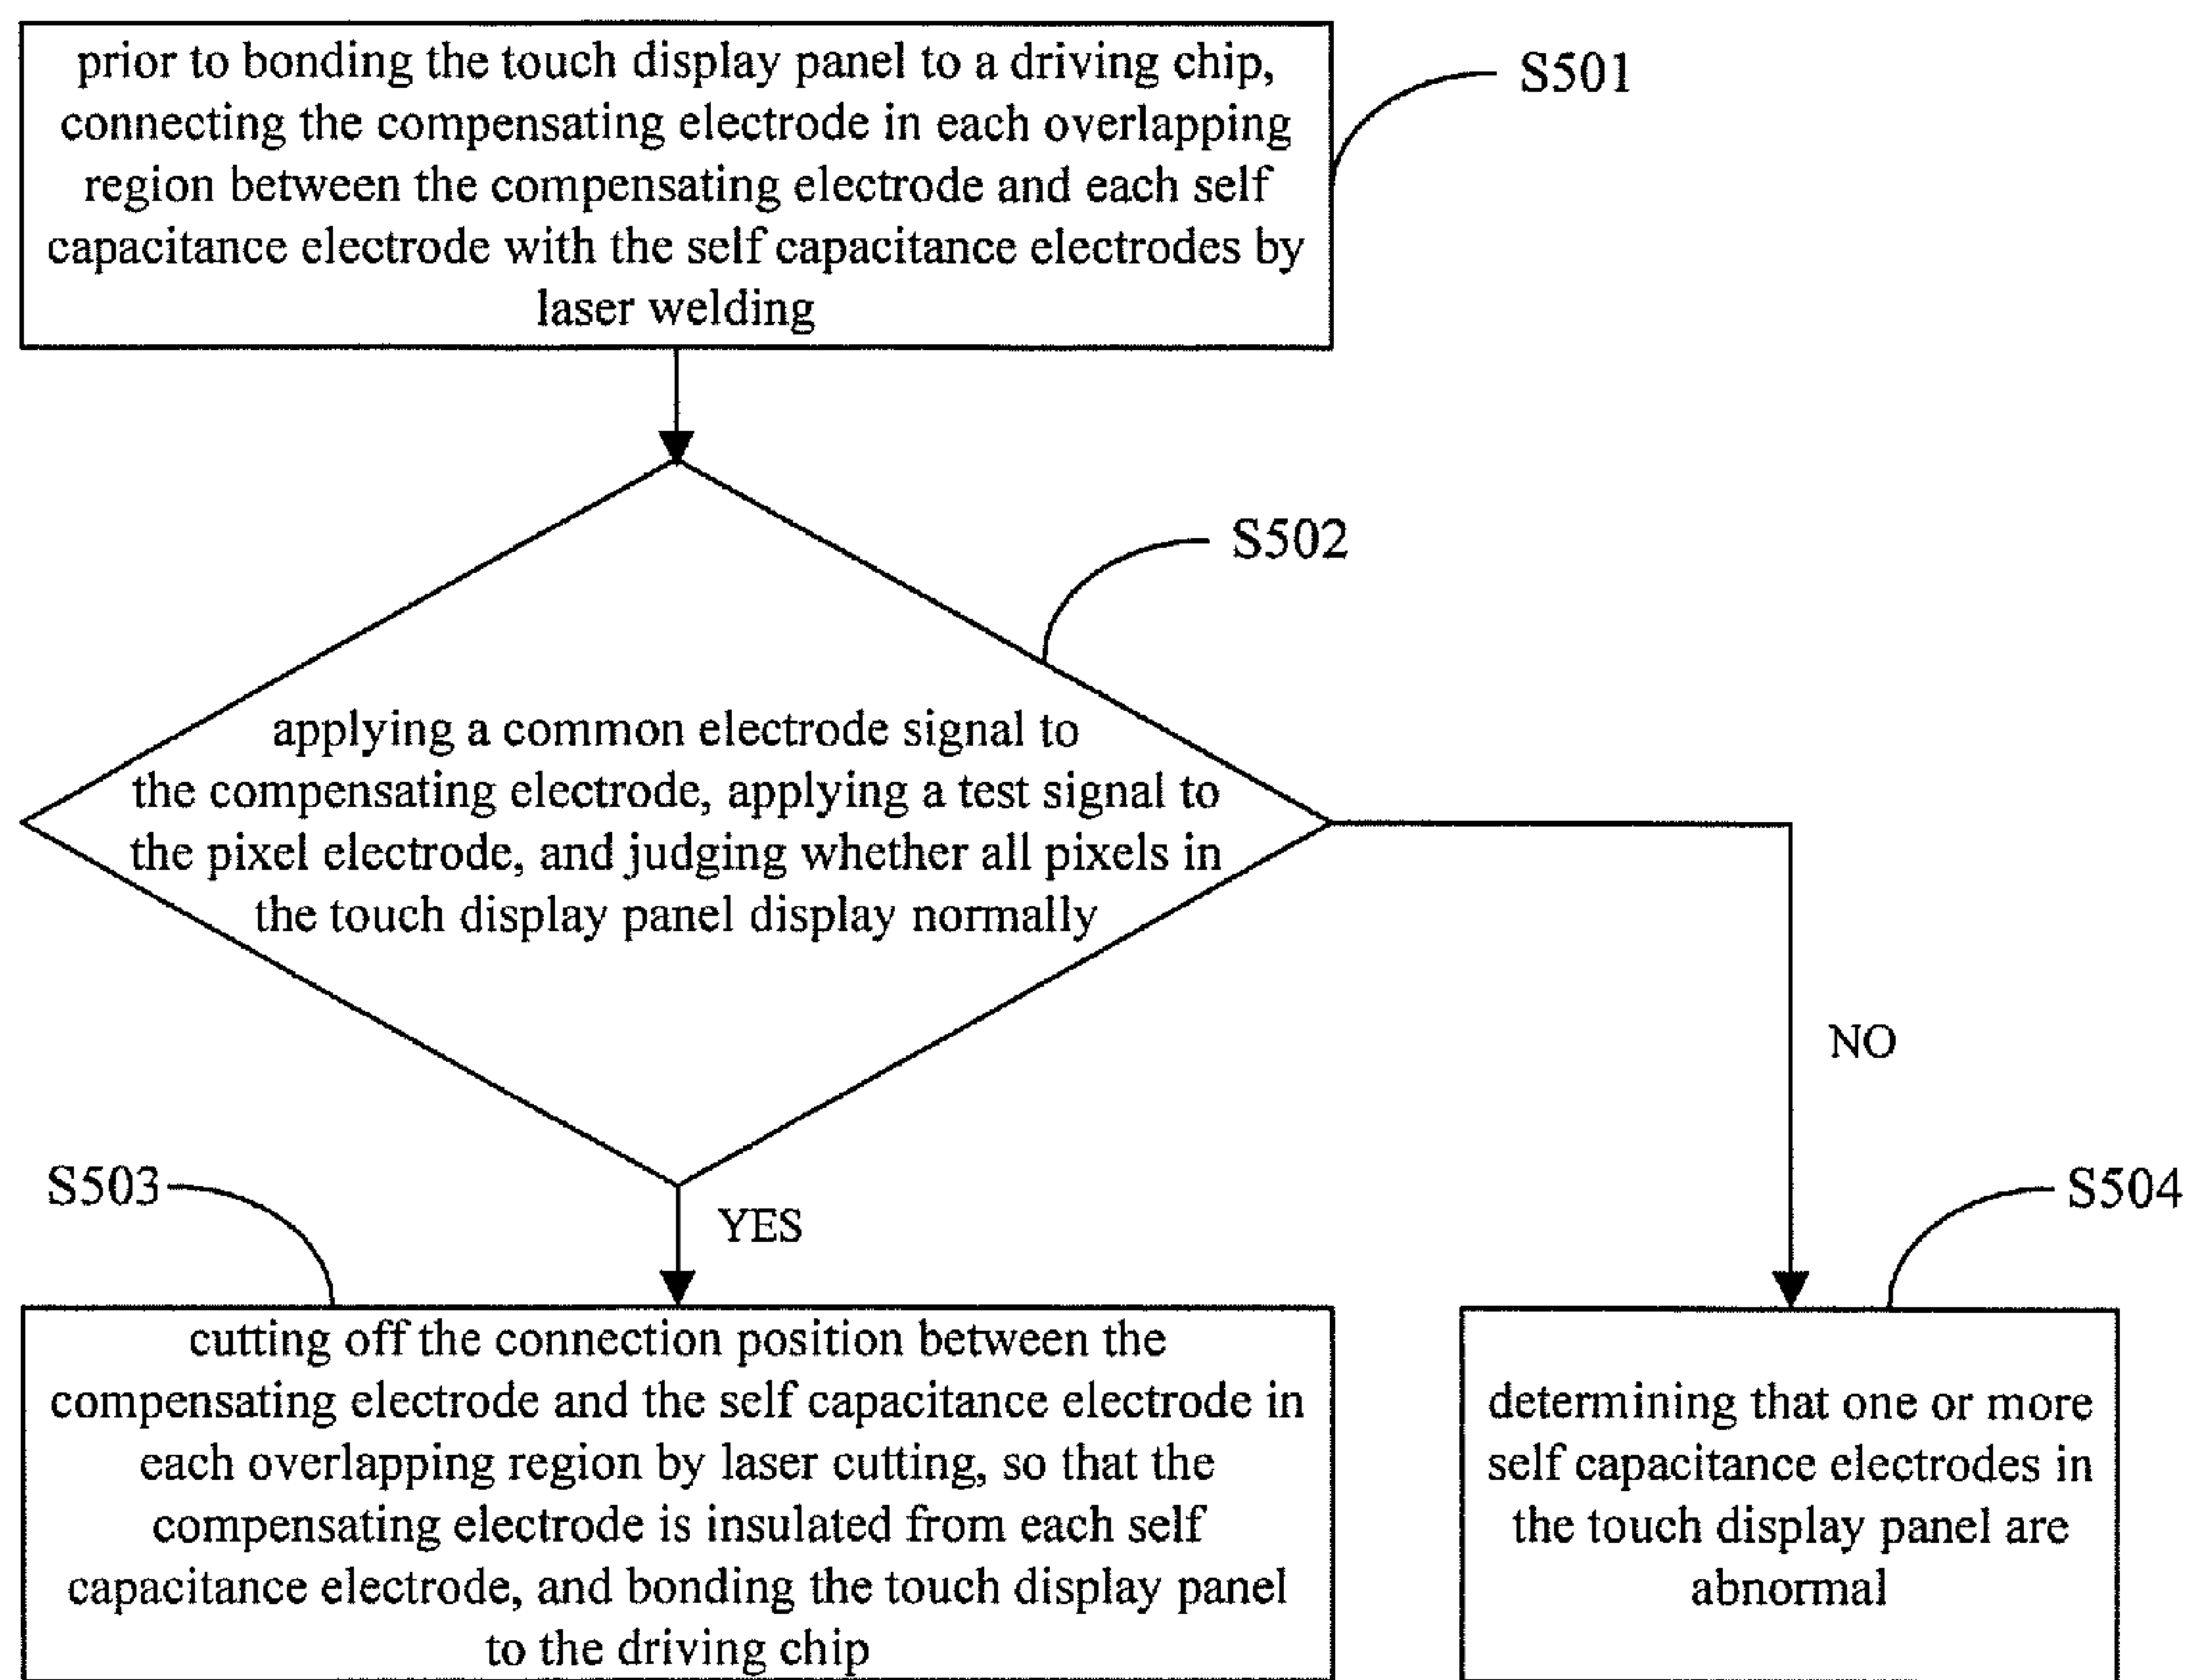 prior to bonding the touch display panel to a driving chip,
connecting the compensating electrode in each overlapping
region between the compensating electrode and each self
capacitance electrode with the self capacitance electrodes by
laser welding
S501
S502
applying a common electrode signal to
the compensating electrode, applying a test signal to
the pixel electrode, and judging whether all pixels in
the touch display panel display normally
NO
S503
YES
S504
cutting off the connection position between the
compensating electrode and the self capacitance electrode in
each overlapping region by laser cutting, so that the
compensating electrode is insulated from each self
capacitance electrode, and bonding the touch display panel
to the driving chip
determining that one or more
self capacitance electrodes in
the touch display panel are
abnormal